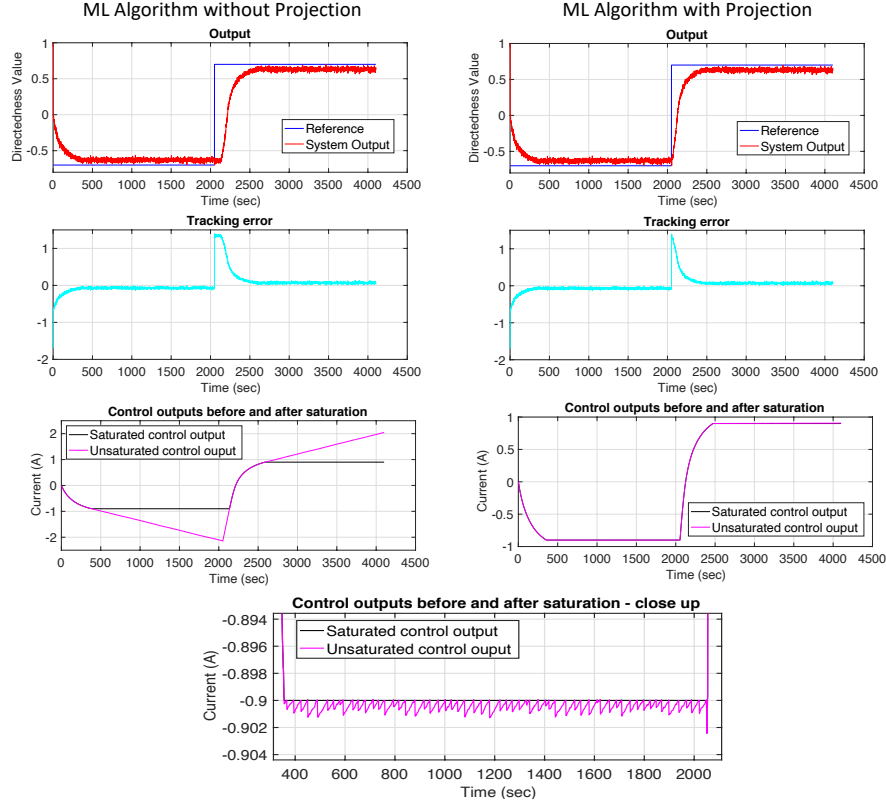 ML Algorithm without Projection
ML Algorithm with Projection
Output
Directedness Value
1
0.5
0
-0.5
Reference
System Output
0 500 1000 1500 2000 2500 3000 3500 4000 4500
Time (sec)
Output
Directedness Value
1
0.5
0
-0.5
Reference
System Output
0 500 1000 1500 2000 2500 3000 3500 4000 4500
Time (sec)
Tracking error
1
0
-1
-2
0 500 1000 1500 2000 2500 3000 3500 4000 4500
Time (sec)
Tracking error
1
0
-1
-2
0 500 1000 1500 2000 2500 3000 3500 4000 4500
Time (sec)
Control outputs before and after saturation
Current (A)
2
1
0
-1
-2
Saturated control output
Unsaturated control ouput
0 500 1000 1500 2000 2500 3000 3500 4000 4500
Time (sec)
Control outputs before and after saturation
Current (A)
1
0.5
0
-0.5
-1
Saturated control output
Unsaturated control ouput
0 500 1000 1500 2000 2500 3000 3500 4000 4500
Time (sec)
Control outputs before and after saturation - close up
Current (A)
-0.894
-0.896
-0.898
-0.9
-0.902
-0.904
Saturated control output
Unsaturated control ouput
400 600 800 1000 1200 1400 1600 1800 2000
Time (sec)